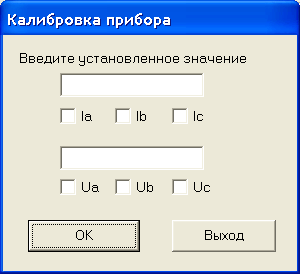 Калибровка прибора
Введите установленное значение
Ia Ib Ic
Ua Ub Uc
OK Выход